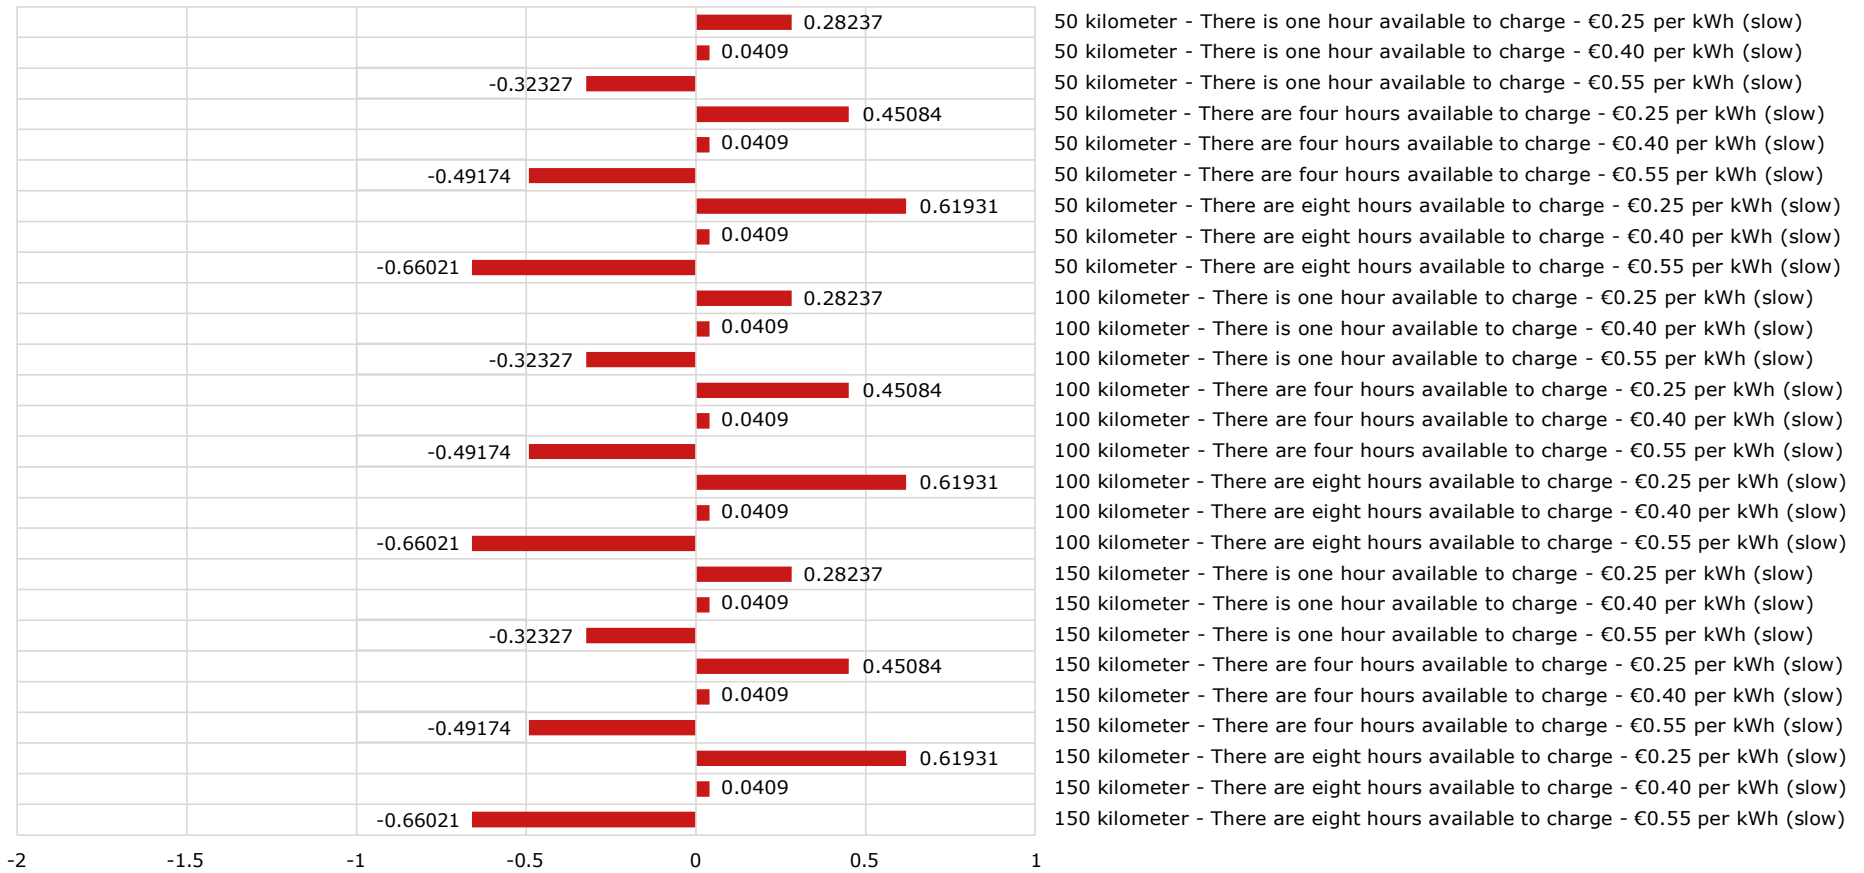 0.28237 50 kilometer - There is one hour available to charge - €0.25 per kWh (slow)
0.0409 50 kilometer - There is one hour available to charge - €0.40 per kWh (slow)
-0.32327 50 kilometer - There is one hour available to charge - €0.55 per kWh (slow)
0.45084 50 kilometer - There are four hours available to charge - €0.25 per kWh (slow)
0.0409 50 kilometer - There are four hours available to charge - €0.40 per kWh (slow)
-0.49174 50 kilometer - There are four hours available to charge - €0.55 per kWh (slow)
0.61931 50 kilometer - There are eight hours available to charge - €0.25 per kWh (slow)
0.0409 50 kilometer - There are eight hours available to charge - €0.40 per kWh (slow)
-0.66021 50 kilometer - There are eight hours available to charge - €0.55 per kWh (slow)
0.28237 100 kilometer - There is one hour available to charge - €0.25 per kWh (slow)
0.0409 100 kilometer - There is one hour available to charge - €0.40 per kWh (slow)
-0.32327 100 kilometer - There is one hour available to charge - €0.55 per kWh (slow)
0.45084 100 kilometer - There are four hours available to charge - €0.25 per kWh (slow)
0.0409 100 kilometer - There are four hours available to charge - €0.40 per kWh (slow)
-0.49174 100 kilometer - There are four hours available to charge - €0.55 per kWh (slow)
0.61931 100 kilometer - There are eight hours available to charge - €0.25 per kWh (slow)
0.0409 100 kilometer - There are eight hours available to charge - €0.40 per kWh (slow)
-0.66021 100 kilometer - There are eight hours available to charge - €0.55 per kWh (slow)
0.28237 150 kilometer - There is one hour available to charge - €0.25 per kWh (slow)
0.0409 150 kilometer - There is one hour available to charge - €0.40 per kWh (slow)
-0.32327 150 kilometer - There is one hour available to charge - €0.55 per kWh (slow)
0.45084 150 kilometer - There are four hours available to charge - €0.25 per kWh (slow)
0.0409 150 kilometer - There are four hours available to charge - €0.40 per kWh (slow)
-0.49174 150 kilometer - There are four hours available to charge - €0.55 per kWh (slow)
0.61931 150 kilometer - There are eight hours available to charge - €0.25 per kWh (slow)
0.0409 150 kilometer - There are eight hours available to charge - €0.40 per kWh (slow)
-0.66021 150 kilometer - There are eight hours available to charge - €0.55 per kWh (slow)
-2 -1.5 -1 -0.5 0 0.5 1